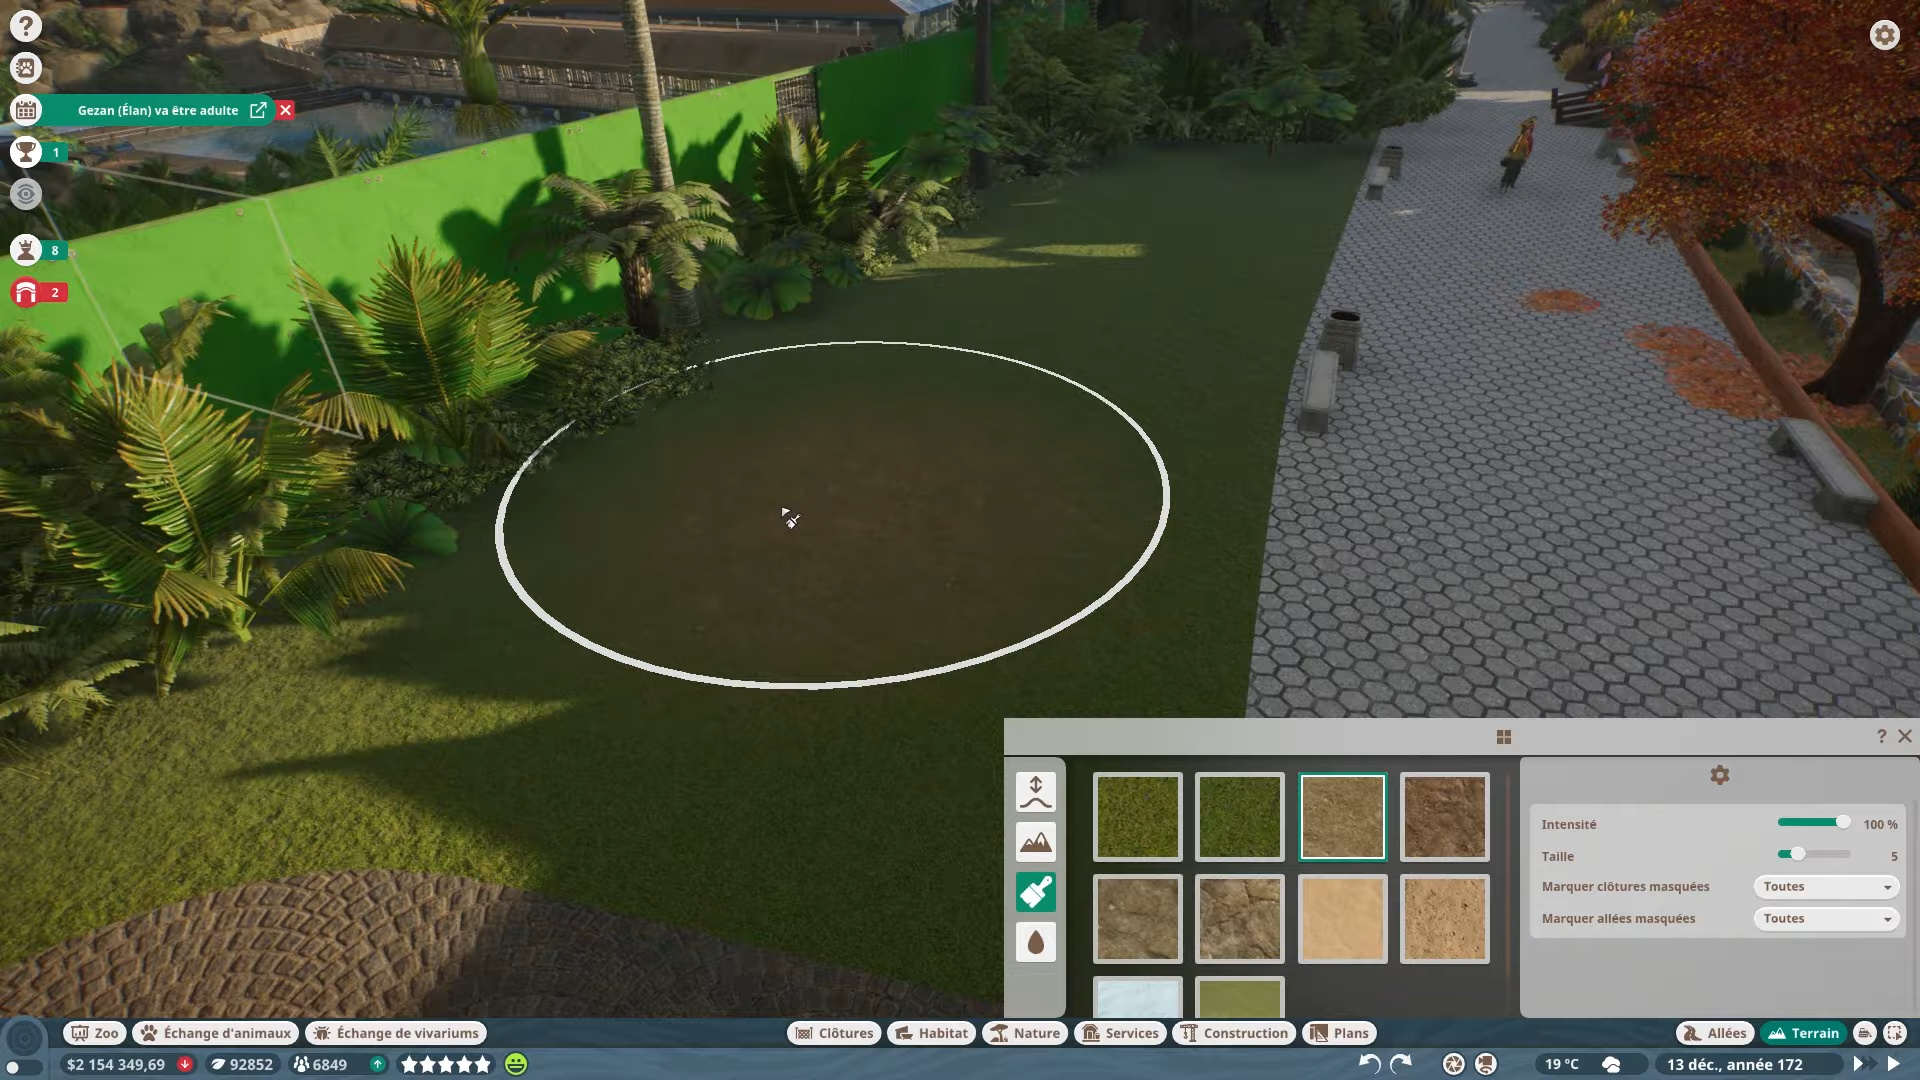 ?
Gezan (Élan) va être adulte
1
8
2
?
Intensité 100 %
Taille 5
Marquer clôtures masquées Toutes
Marquer allées masquées Toutes
Zoo Échange d'animaux Échange de vivariums Clôtures Habitat Nature Services Construction Plans Allées Terrain
$2 154 349,69 92852 6849 19 °C 13 déc., année 172